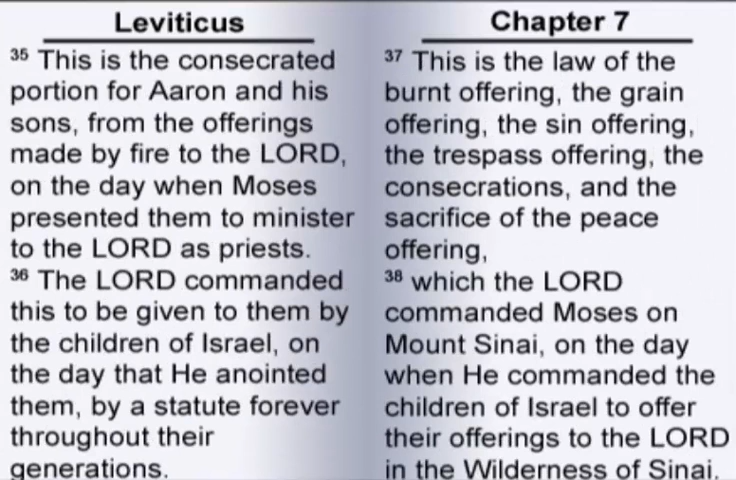 Leviticus
³⁵ This is the consecrated
portion for Aaron and his
sons, from the offerings
made by fire to the LORD,
on the day when Moses
presented them to minister
to the LORD as priests.
³⁶ The LORD commanded
this to be given to them by
the children of Israel, on
the day that He anointed
them, by a statute forever
throughout their
generations.
Chapter 7
³⁷ This is the law of the
burnt offering, the grain
offering, the sin offering,
the trespass offering, the
consecrations, and the
sacrifice of the peace
offering,
³⁸ which the LORD
commanded Moses on
Mount Sinai, on the day
when He commanded the
children of Israel to offer
their offerings to the LORD
in the Wilderness of Sinai.